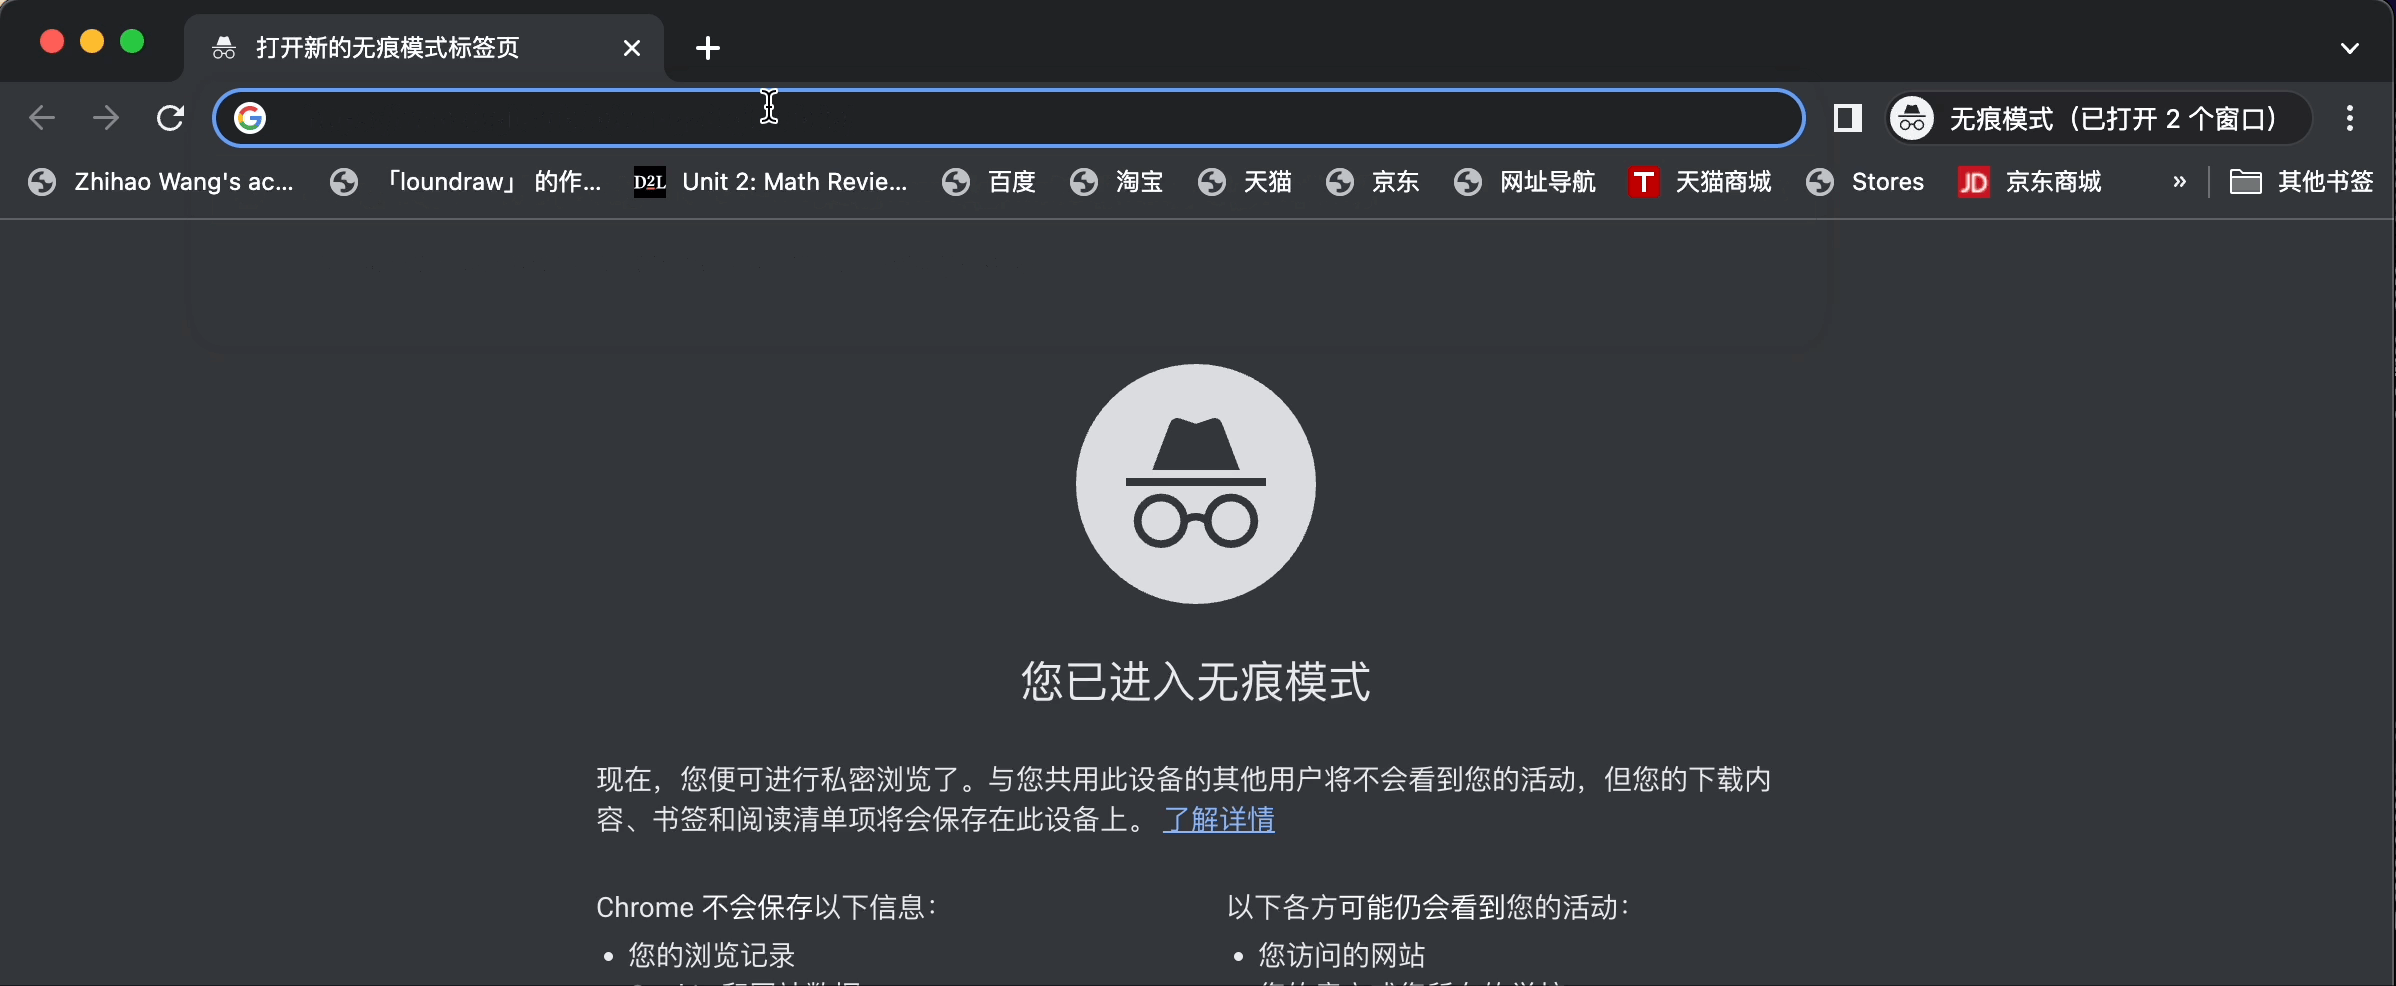 打开新的无痕模式标签页
无痕模式（已打开 2 个窗口）
Zhihao Wang's ac... 「loundraw」 的作... D2L Unit 2: Math Revie... 百度 淘宝 天猫 京东 网址导航 T 天猫商城 Stores JD 京东商城 » 其他书签
您已进入无痕模式
现在，您便可进行私密浏览了。与您共用此设备的其他用户将不会看到您的活动，但您的下载内
容、书签和阅读清单项将会保存在此设备上。 了解详情
Chrome 不会保存以下信息：
• 您的浏览记录
以下各方可能仍会看到您的活动：
• 您访问的网站